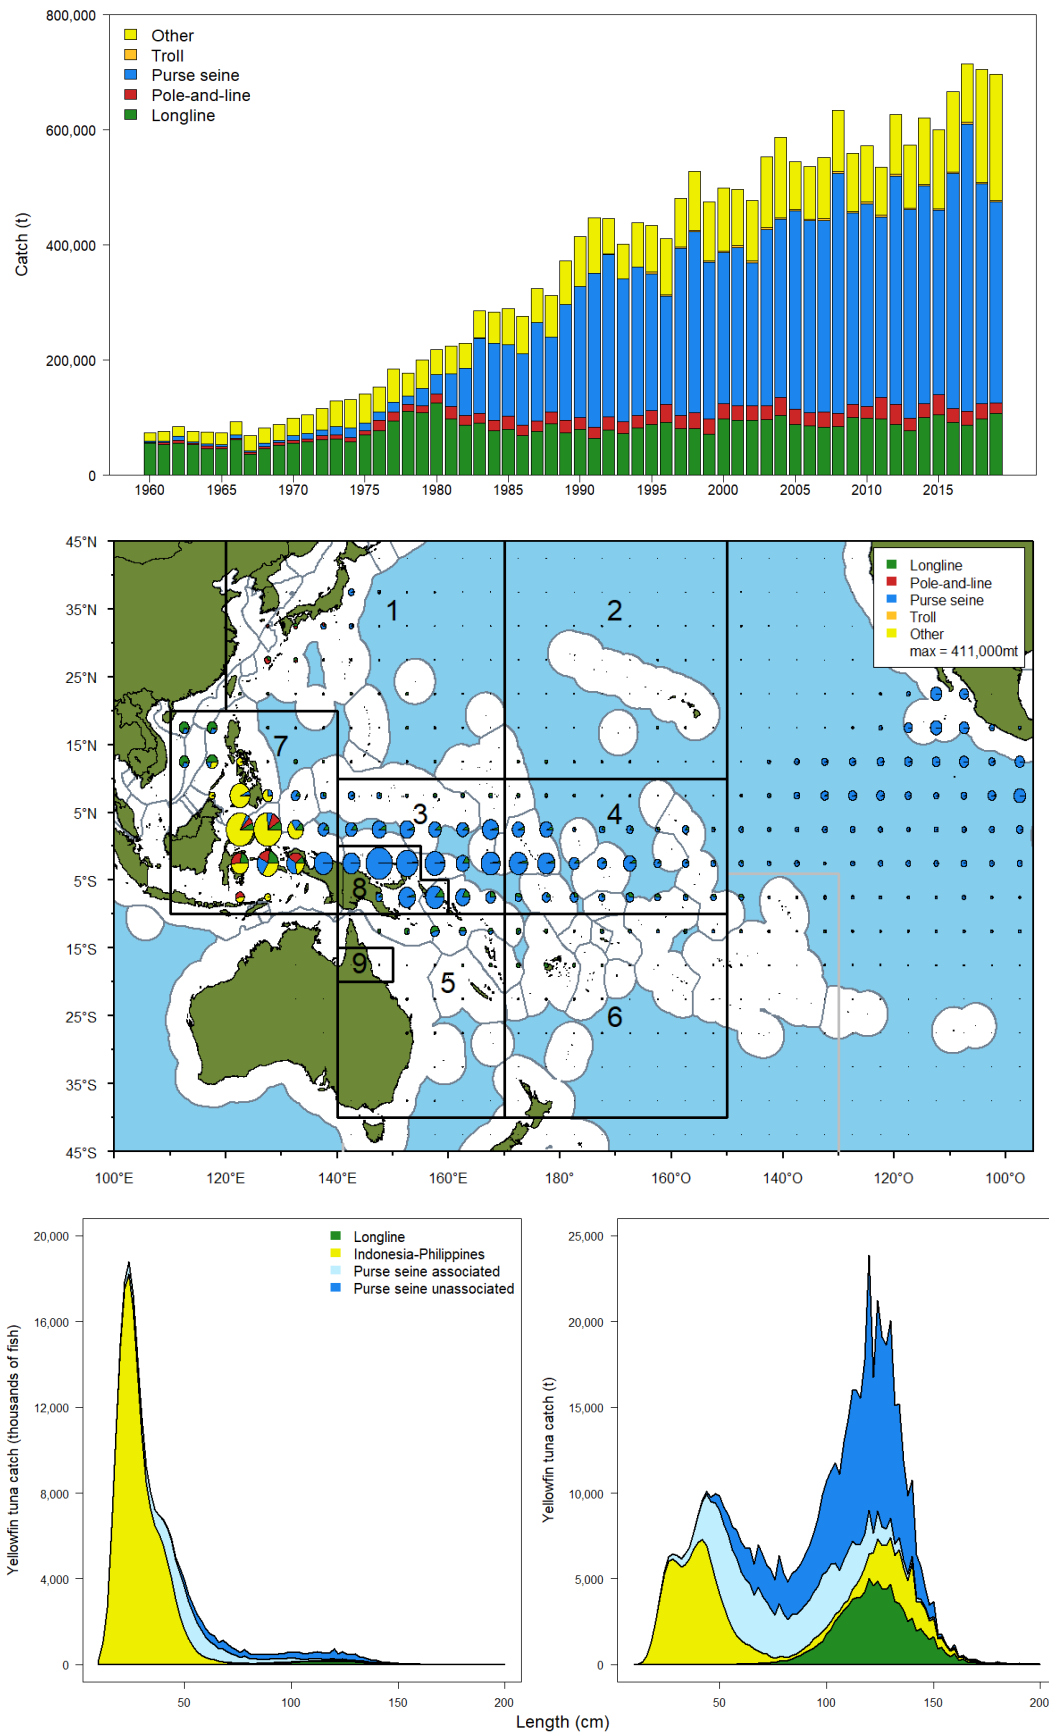 800,000
600,000
400,000
200,000
0
Catch (t)
Other
Troll
Purse seine
Pole-and-line
Longline
1960 1965 1970 1975 1980 1985 1990 1995 2000 2005 2010 2015
45°N
35°N
25°N
15°N
5°N
5°S
15°S
25°S
35°S
45°S
100°E 120°E 140°E 160°E 180° 160°O 140°O 120°O 100°O
1
2
7
3
4
8
9
5
6
Longline
Pole-and-line
Purse seine
Troll
Other
max = 411,000mt
20,000
16,000
12,000
8,000
4,000
0
Yellowfin tuna catch (thousands of fish)
Longline
Indonesia-Philippines
Purse seine associated
Purse seine unassociated
50 100 150 200
25,000
20,000
15,000
10,000
5,000
0
Yellowfin tuna catch (t)
50 100 150 200
Length (cm)